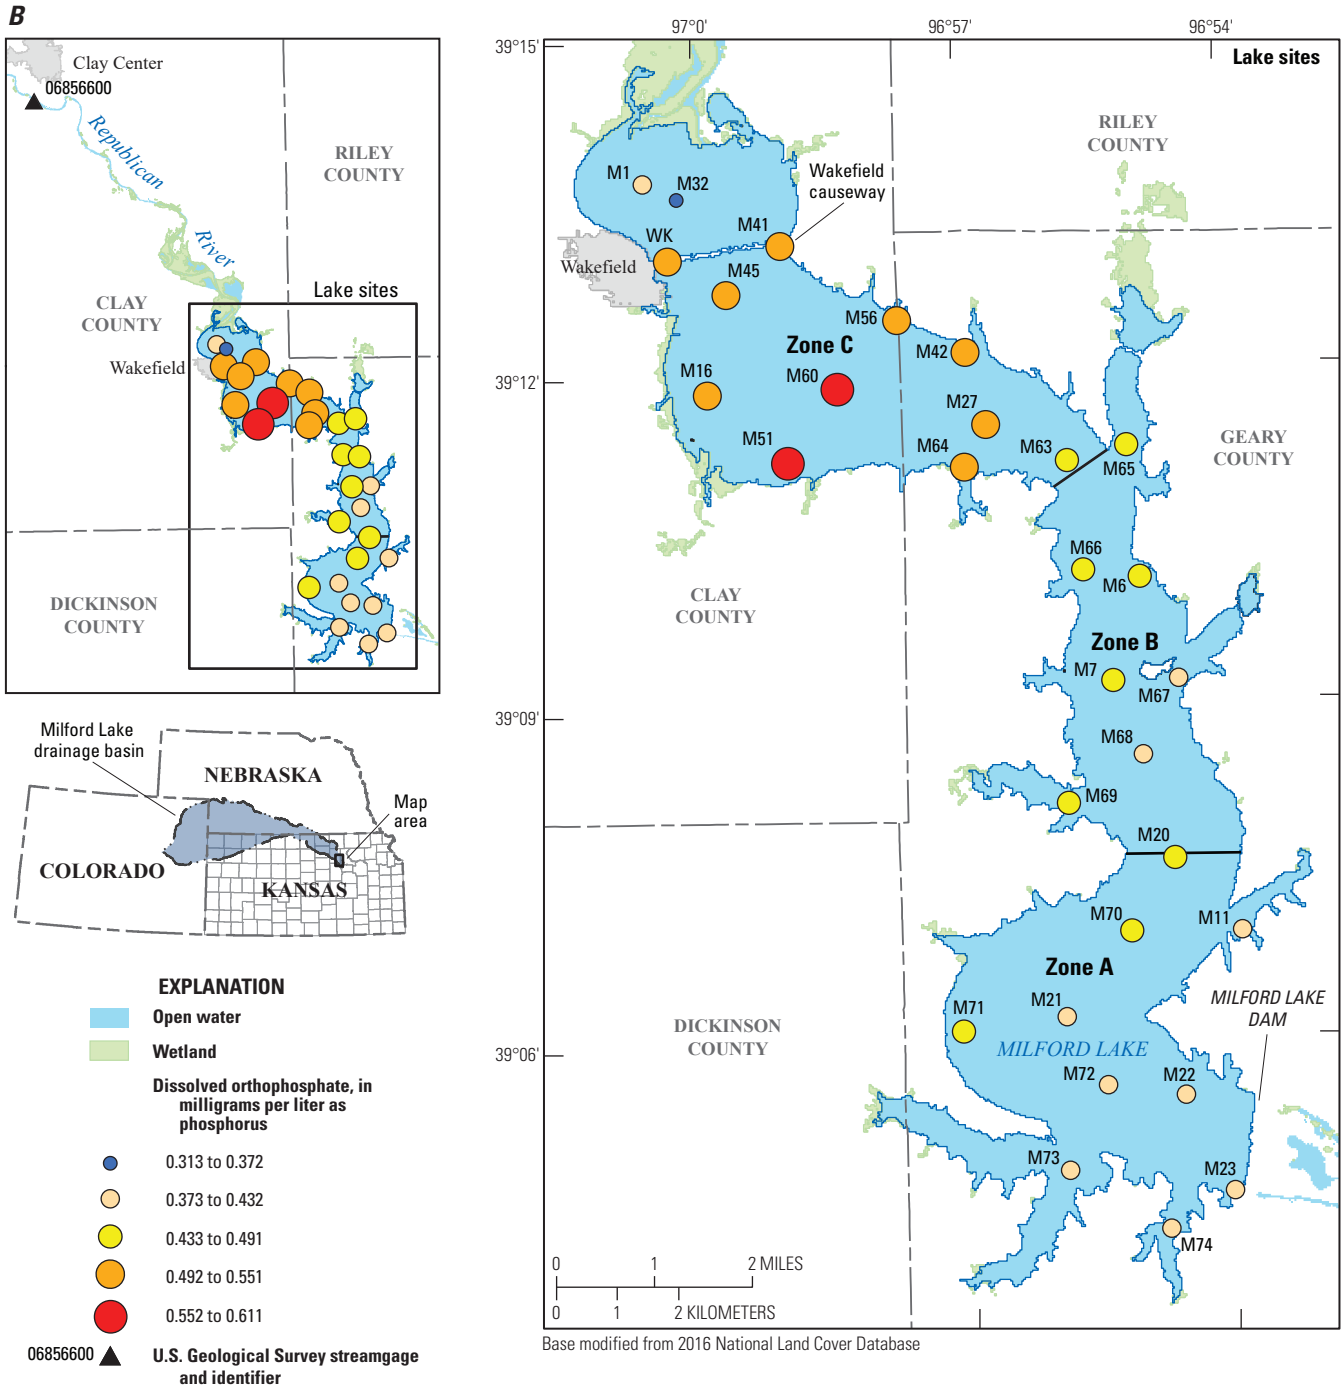 B
Clay Center
06856600
Republican
River
RILEY
COUNTY
CLAY
COUNTY
Lake sites
Wakefield
DICKINSON
COUNTY
Milford Lake
drainage basin
NEBRASKA
Map
area
COLORADO
KANSAS
EXPLANATION
Open water
Wetland
Dissolved orthophosphate, in
milligrams per liter as
phosphorus
0.313 to 0.372
0.373 to 0.432
0.433 to 0.491
0.492 to 0.551
0.552 to 0.611
06856600
U.S. Geological Survey streamgage
and identifier
97°0'
96°57'
96°54'
39°15'
39°12'
39°09'
39°06'
Lake sites
RILEY
COUNTY
M1
M32
Wakefield
causeway
WK
M41
Wakefield
M45
M56
Zone C
M42
M16
M60
M27
M51
M64
M63
M65
GEARY
COUNTY
CLAY
COUNTY
M66
M6
Zone B
M7
M67
M68
M69
M20
M70
M11
Zone A
M21
MILFORD LAKE
DAM
M71
DICKINSON
COUNTY
MILFORD LAKE
M72
M22
M73
M23
M74
0 1 2 MILES
0 1 2 KILOMETERS
Base modified from 2016 National Land Cover Database